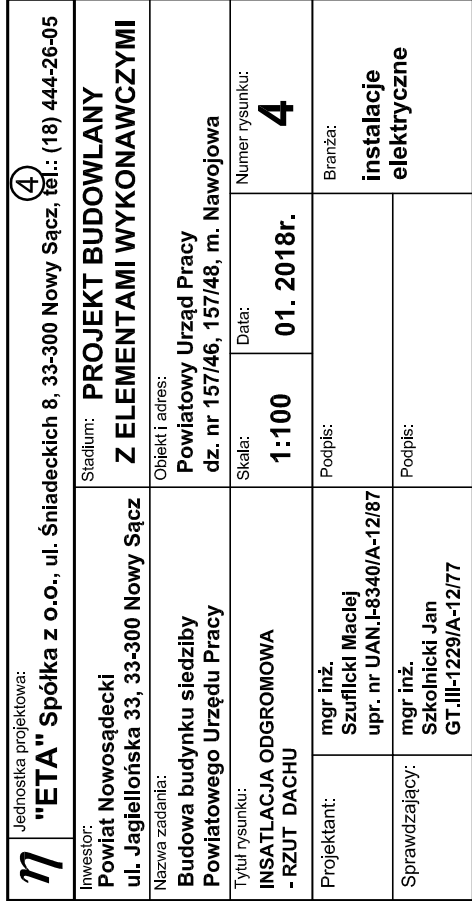 η
Jednostka projektowa:
"ETA" Spółka z o.o., ul. Śniadeckich 8, 33-300 Nowy Sącz, tel.: (18) 444-26-05
4
Inwestor:
Powiat Nowosądecki
ul. Jagiellońska 33, 33-300 Nowy Sącz
Stadium: PROJEKT BUDOWLANY
Z ELEMENTAMI WYKONAWCZYMI
Nazwa zadania:
Budowa budynku siedziby
Powiatowego Urzędu Pracy
Obiekt i adres:
Powiatowy Urząd Pracy
dz. nr 157/46, 157/48, m. Nawojowa
Tytuł rysunku:
INSATLACJA ODGROMOWA
- RZUT DACHU
Skala:
1:100
Data:
01. 2018r.
Numer rysunku:
4
Projektant:
mgr inż.
Szuflicki Maciej
upr. nr UAN.I-8340/A-12/87
Podpis:
Branża:
instalacje
elektryczne
Sprawdzający:
mgr inż.
Szkolnicki Jan
GT.III-1229/A-12/77
Podpis: